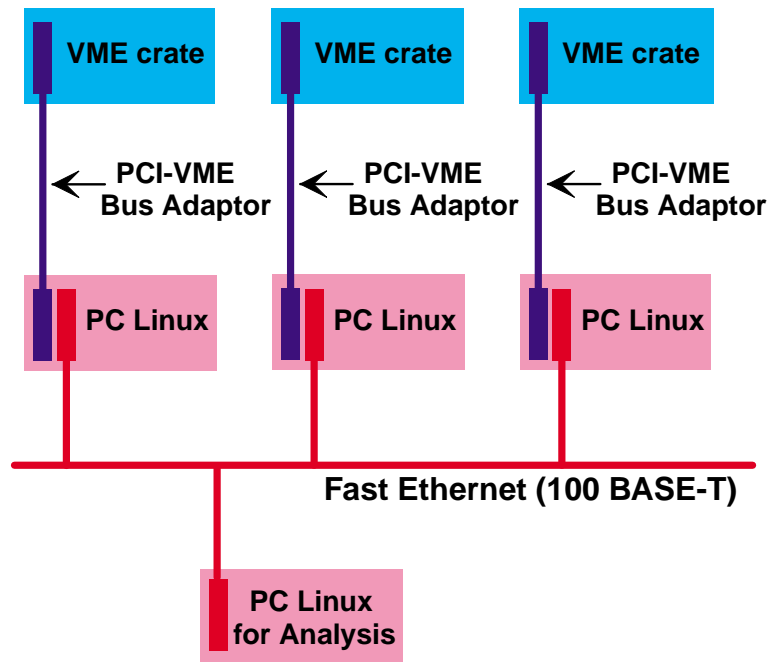 VME crate
VME crate
VME crate
PCI-VME
Bus Adaptor
PCI-VME
Bus Adaptor
PCI-VME
Bus Adaptor
PC Linux
PC Linux
PC Linux
Fast Ethernet (100 BASE-T)
PC Linux
for Analysis